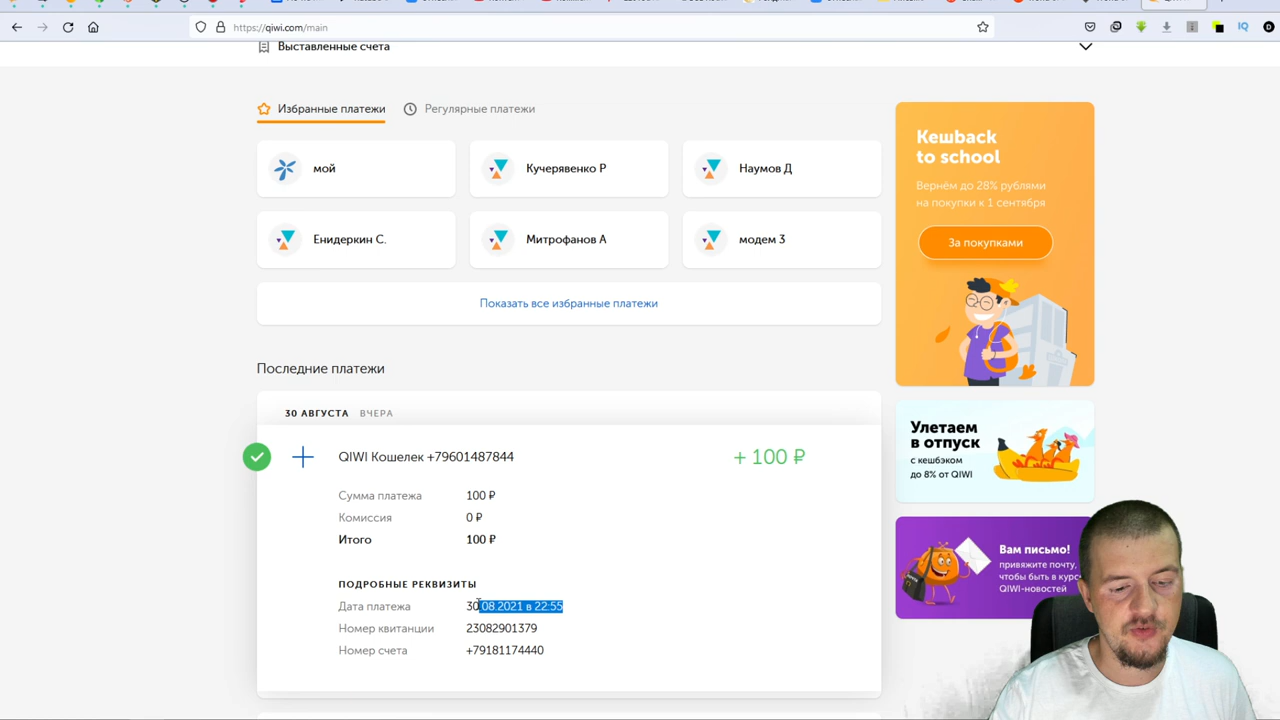 https://qiwi.com/main
Выставленные счета
Избранные платежи
Регулярные платежи
мой
Кучерявенко Р
Наумов Д
Енидеркин С.
Митрофанов А
модем 3
Показать все избранные платежи
Кешback
to school
Вернём до 28% рублями
на покупки к 1 сентября
За покупками
Улетаем
в отпуск
с кешбэком
до 8% от QIWI
Вам письмо!
привяжите почту,
чтобы быть в курсе
QIWI-новостей
Последние платежи
30 АВГУСТА ВЧЕРА
QIWI Кошелек +79601487844
+ 100 ₽
Сумма платежа 100 ₽
Комиссия 0 ₽
Итого 100 ₽
ПОДРОБНЫЕ РЕКВИЗИТЫ
Дата платежа 30.08.2021 в 22:55
Номер квитанции 23082901379
Номер счета +79181174440